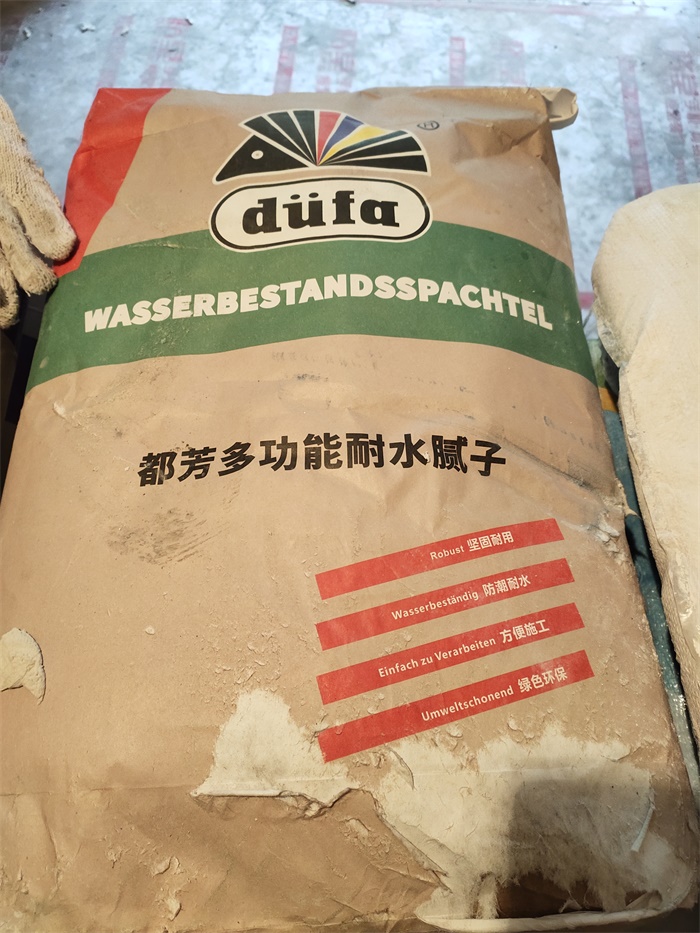 düfa
WASSERBESTANDSSPACHTEL
都芳多功能耐水腻子
Robust 坚固耐用
Wasserbeständig 防潮耐水
Einfach zu Verarbeiten 方便施工
Umweltschonend 绿色环保